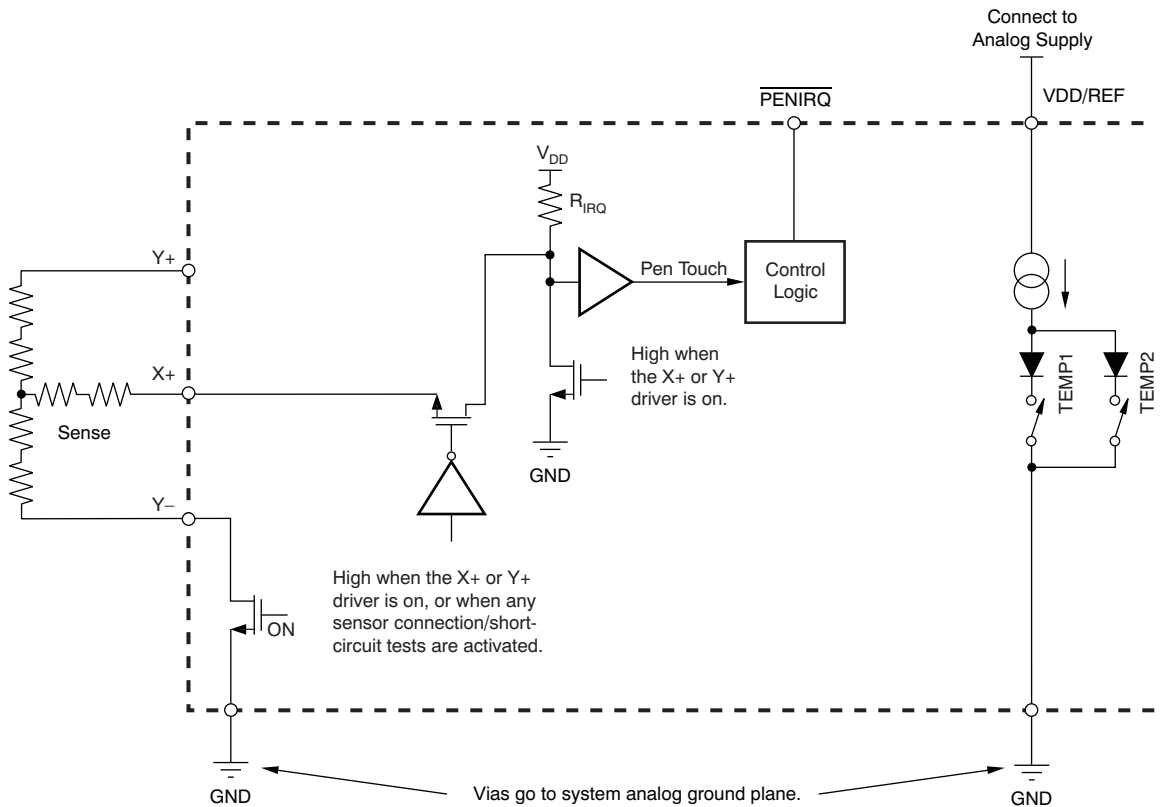 Connect to
Analog Supply
PENIRQ
VDD/REF
VDD
RIRQ
Y+
Pen Touch
Control
Logic
X+
High when
the X+ or Y+
driver is on.
TEMP1
TEMP2
Sense
GND
Y–
High when the X+ or Y+
driver is on, or when any
sensor connection/short-
circuit tests are activated.
ON
GND
Vias go to system analog ground plane.
GND